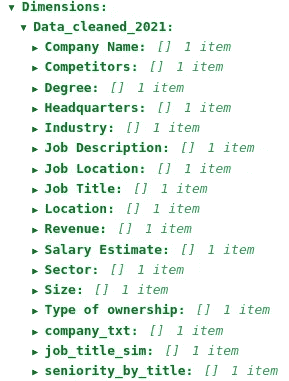 ▾ Dimensions:
▾ Data_cleaned_2021:
▸ Company Name: [] 1 item
▸ Competitors: [] 1 item
▸ Degree: [] 1 item
▸ Headquarters: [] 1 item
▸ Industry: [] 1 item
▸ Job Description: [] 1 item
▸ Job Location: [] 1 item
▸ Job Title: [] 1 item
▸ Location: [] 1 item
▸ Revenue: [] 1 item
▸ Salary Estimate: [] 1 item
▸ Sector: [] 1 item
▸ Size: [] 1 item
▸ Type of ownership: [] 1 item
▸ company_txt: [] 1 item
▸ job_title_sim: [] 1 item
▸ seniority_by_title: [] 1 item